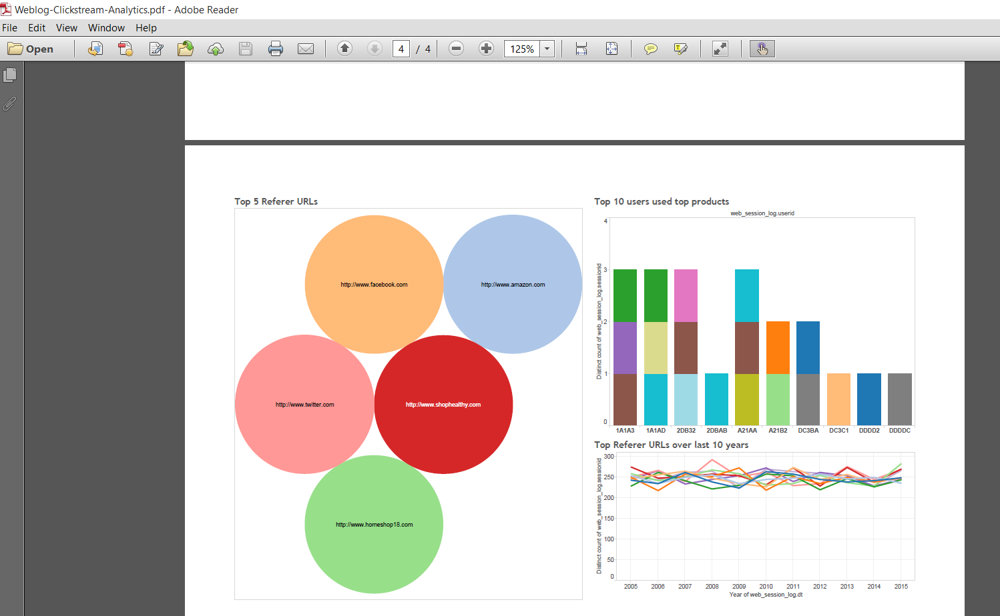 Weblog-Clickstream-Analytics.pdf - Adobe Reader
File Edit View Window Help
Open 4 / 4 125%
Top 5 Referer URLs
http://www.facebook.com
http://www.amazon.com
http://www.twitter.com
http://www.shophealthy.com
http://www.homeshop18.com
Top 10 users used top products
web_session_log.userid
Distinct count of web_session_log.sessionid
4
3
2
1
0
1A1A3 1A1AD 2DB32 2DBAB A21AA A21B2 DC3BA DC3C1 DDDD2 DDDDC
Top Referer URLs over last 10 years
Distinct count of web_session_log.sessionid
300
250
200
150
100
50
0
2005 2006 2007 2008 2009 2010 2011 2012 2013 2014 2015
Year of web_session_log.dt